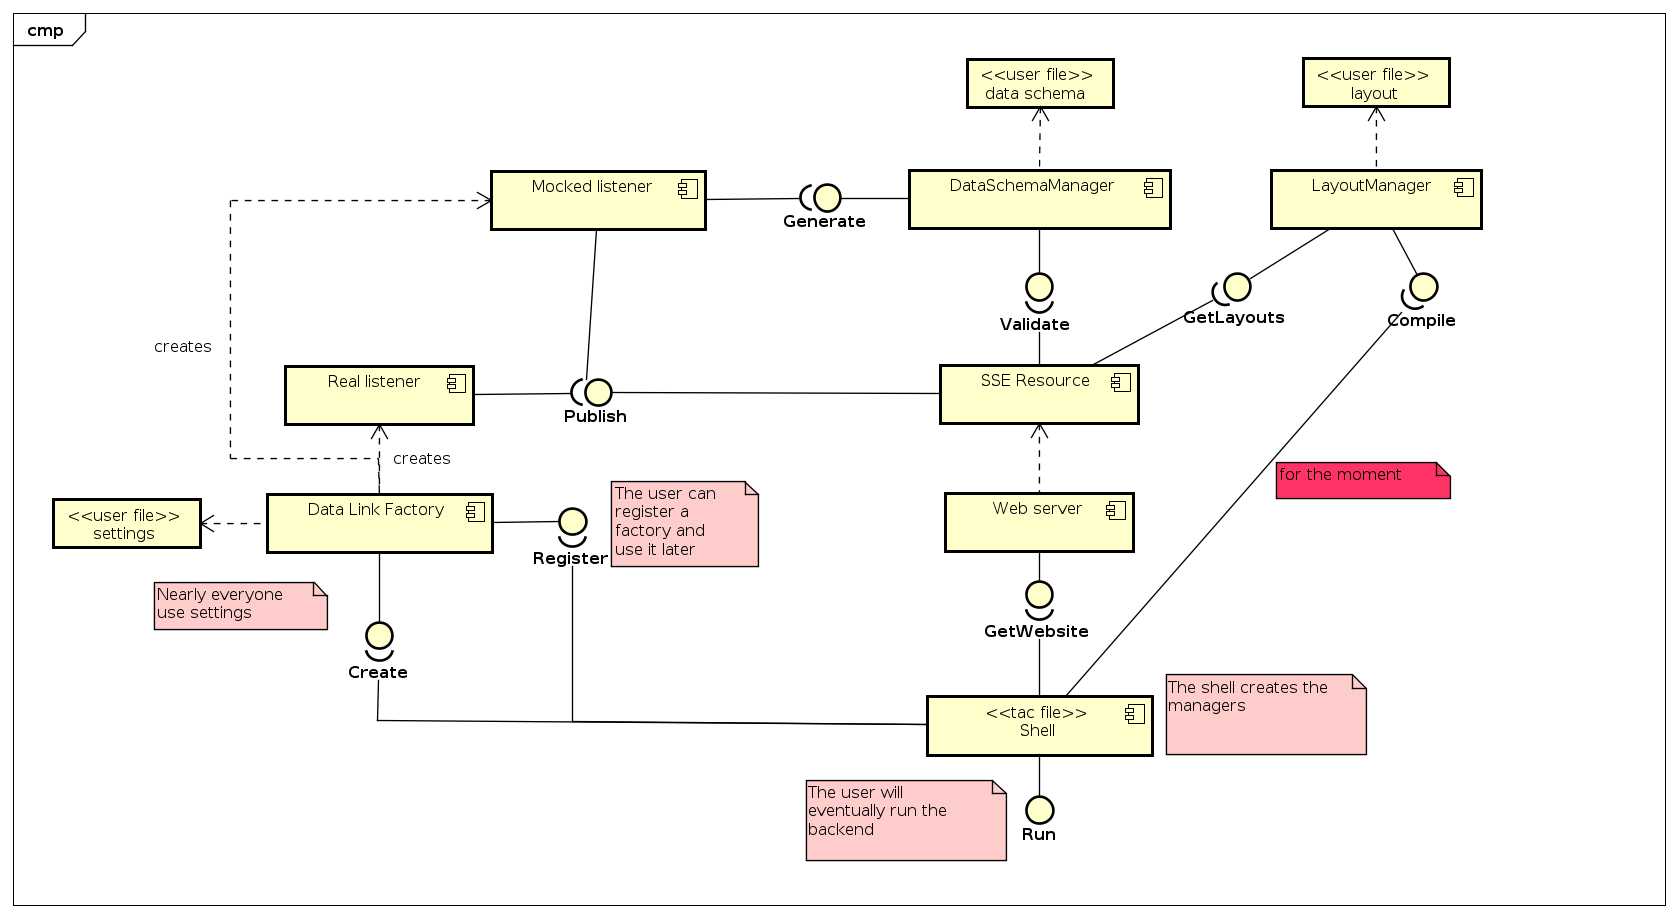 cmp
<<user file>>
data schema
<<user file>>
layout
Mocked listener
DataSchemaManager
LayoutManager
Generate
Validate
GetLayouts
Compile
creates
Real listener
SSE Resource
Publish
creates
for the moment
<<user file>>
settings
Data Link Factory
Register
The user can
register a
factory and
use it later
Web server
Nearly everyone
use settings
GetWebsite
Create
<<tac file>>
Shell
The shell creates the
managers
The user will
eventually run the
backend
Run